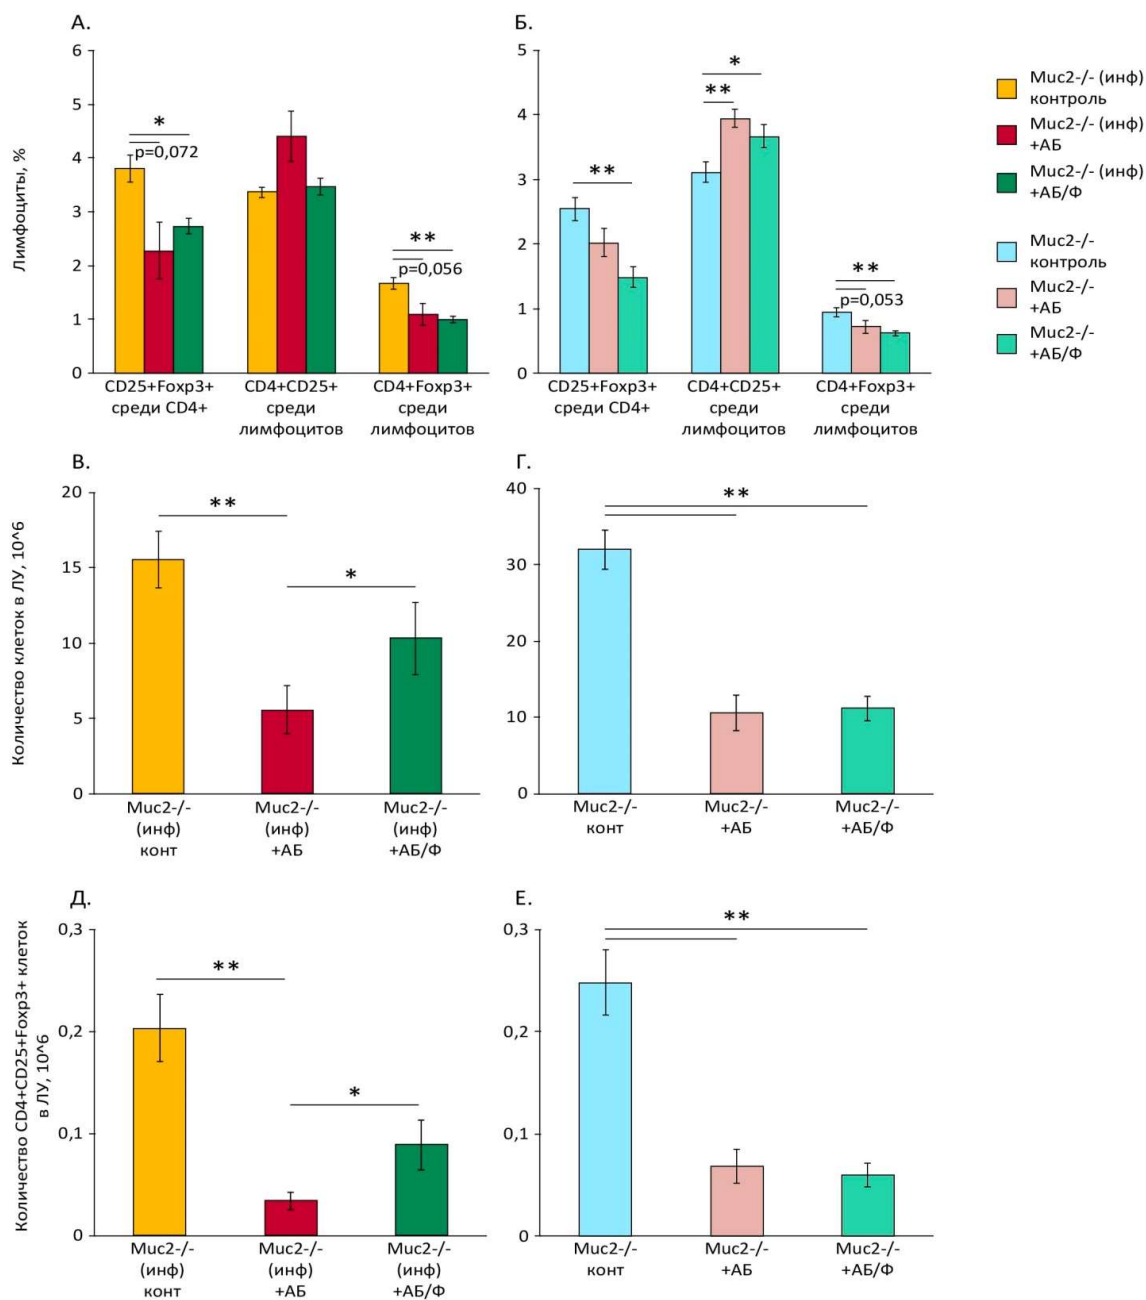 А.
Лимфоциты, %
6
5
4
3
2
1
0
*
p=0,072
**
p=0,056
CD25+Foxp3+
среди CD4+
CD4+CD25+
среди
лимфоцитов
CD4+Foxp3+
среди
лимфоцитов
Б.
5
4
3
2
1
0
**
*
**
**
p=0,053
CD25+Foxp3+
среди CD4+
CD4+CD25+
среди
лимфоцитов
CD4+Foxp3+
среди
лимфоцитов
Muc2-/- (инф)
контроль
Muc2-/- (инф)
+АБ
Muc2-/- (инф)
+АБ/Ф
Muc2-/-
контроль
Muc2-/-
+АБ
Muc2-/-
+АБ/Ф
В.
Количество клеток в ЛУ, 10^6
20
15
10
5
0
**
*
Muc2-/-
(инф)
конт
Muc2-/-
(инф)
+АБ
Muc2-/-
(инф)
+АБ/Ф
Г.
40
30
20
10
0
**
Muc2-/-
конт
Muc2-/-
+АБ
Muc2-/-
+АБ/Ф
Д.
Количество CD4+CD25+Foxp3+ клеток
в ЛУ, 10^6
0,3
0,2
0,1
0
**
*
Muc2-/-
(инф)
конт
Muc2-/-
(инф)
+АБ
Muc2-/-
(инф)
+АБ/Ф
Е.
0,3
0,2
0,1
0
**
Muc2-/-
конт
Muc2-/-
+АБ
Muc2-/-
+АБ/Ф